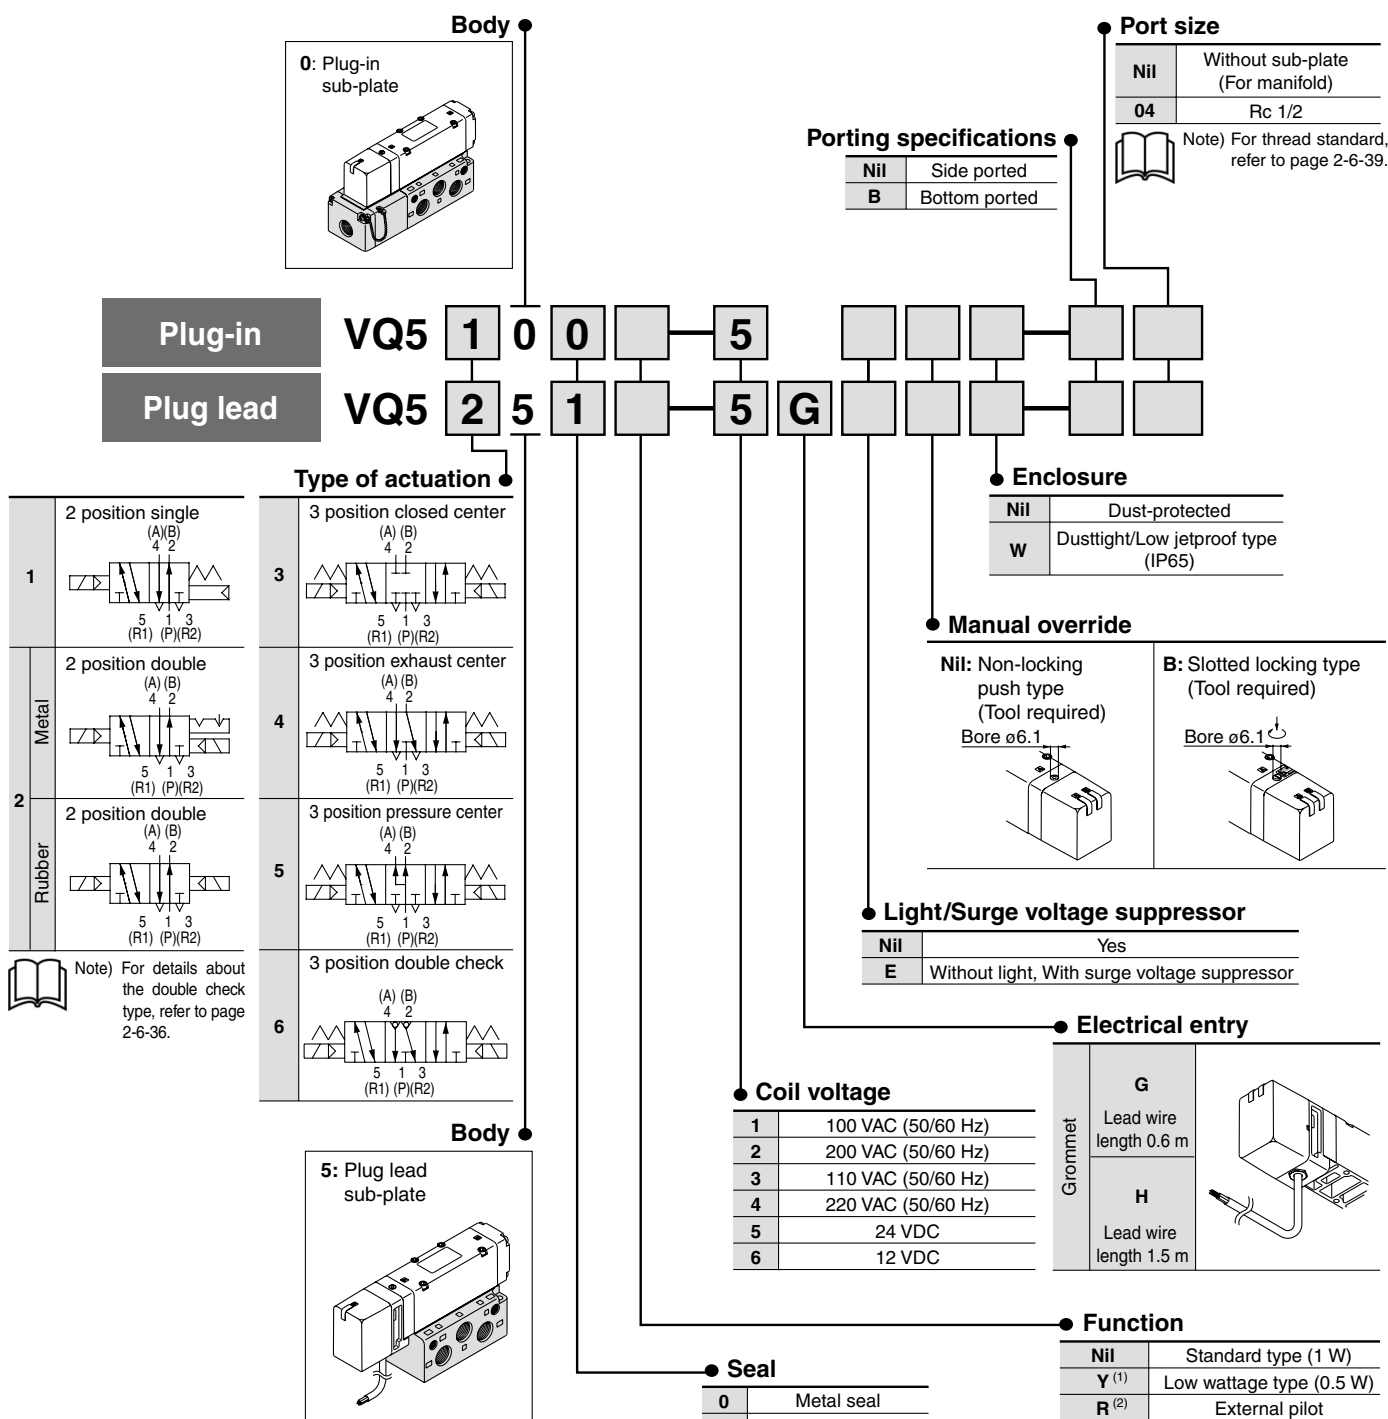 Body
0: Plug-in
sub-plate
Port size
Nil Without sub-plate
(For manifold)
04 Rc 1/2
Note) For thread standard,
refer to page 2-6-39.
Porting specifications
Nil Side ported
B Bottom ported
Plug-in VQ5 1 0 0 5
Plug lead VQ5 2 5 1 5 G
Type of actuation
1
2 position single
(A)(B)
4 2
5 1 3
(R1) (P)(R2)
2
Metal
2 position double
(A) (B)
4 2
5 1 3
(R1) (P)(R2)
Rubber
2 position double
(A) (B)
4 2
5 1 3
(R1) (P)(R2)
Note) For details about
the double check
type, refer to page
2-6-36.
3
3 position closed center
(A) (B)
4 2
5 1 3
(R1) (P)(R2)
4
3 position exhaust center
(A) (B)
4 2
5 1 3
(R1) (P)(R2)
5
3 position pressure center
(A) (B)
4 2
5 1 3
(R1) (P)(R2)
6
3 position double check
(A) (B)
4 2
5 1 3
(R1) (P)(R2)
Enclosure
Nil Dust-protected
W Dusttight/Low jetproof type
(IP65)
Manual override
Nil: Non-locking
push type
(Tool required)
Bore ø6.1
B: Slotted locking type
(Tool required)
Bore ø6.1
Light/Surge voltage suppressor
Nil Yes
E Without light, With surge voltage suppressor
Electrical entry
Grommet
G
Lead wire
length 0.6 m
H
Lead wire
length 1.5 m
Coil voltage
1 100 VAC (50/60 Hz)
2 200 VAC (50/60 Hz)
3 110 VAC (50/60 Hz)
4 220 VAC (50/60 Hz)
5 24 VDC
6 12 VDC
Body
5: Plug lead
sub-plate
Function
Nil Standard type (1 W)
Y (1) Low wattage type (0.5 W)
R (2) External pilot
Seal
0 Metal seal